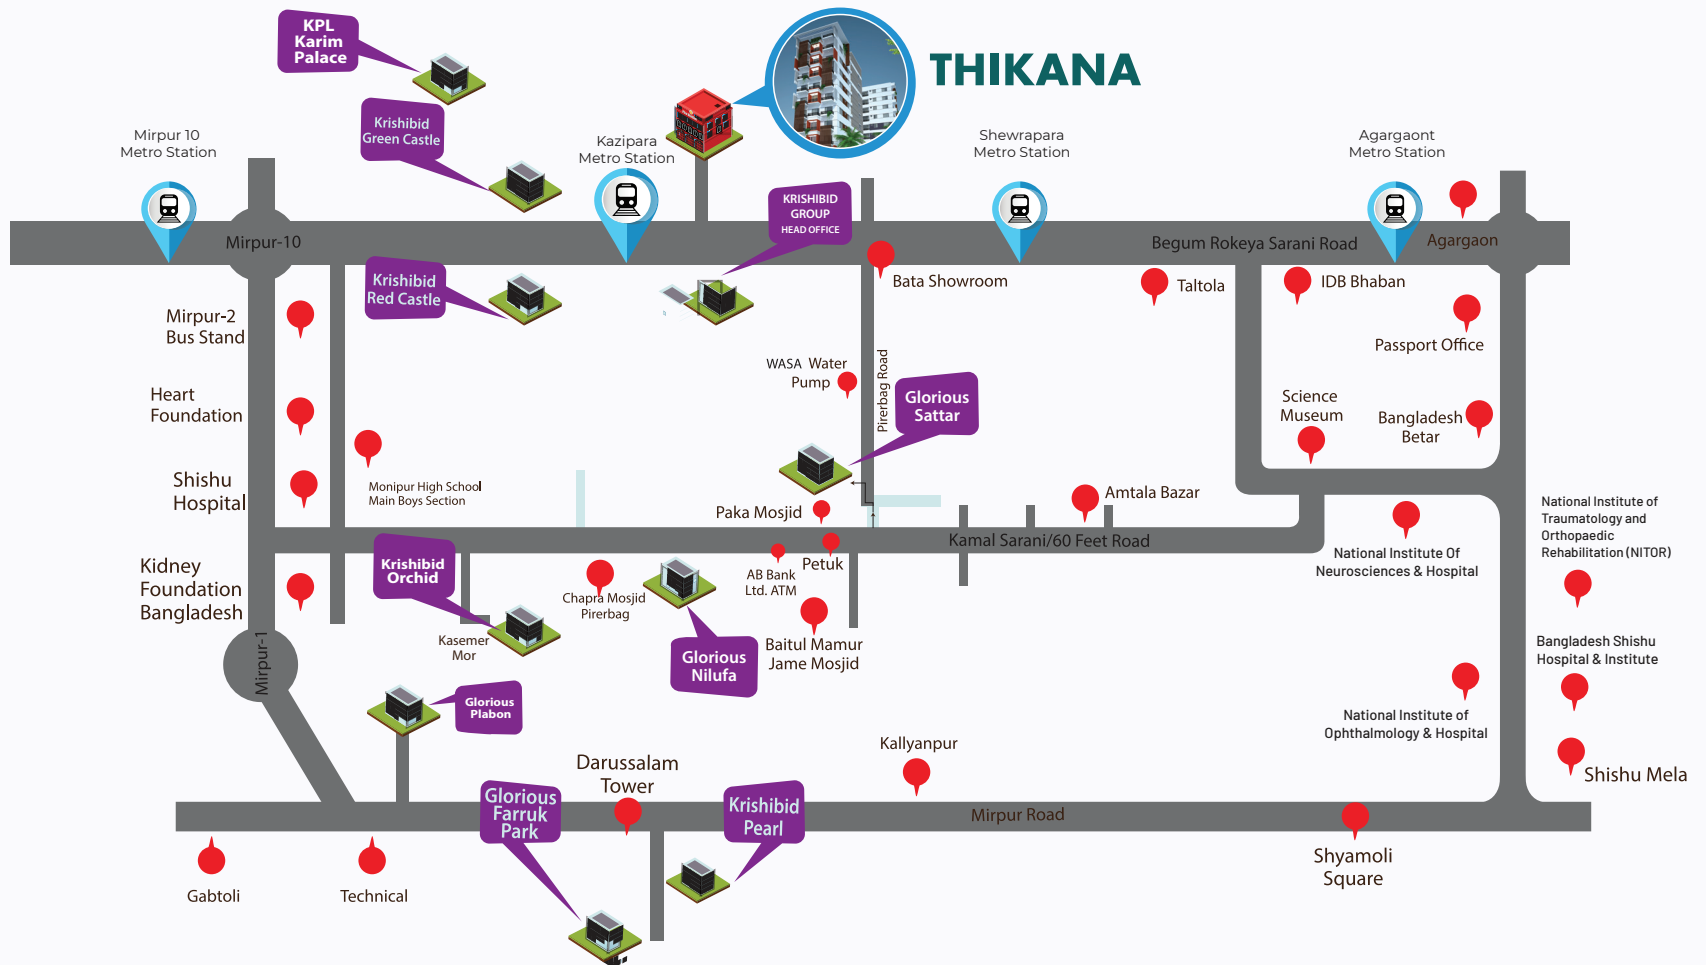 KPL
Karim
Palace
THIKANA
Krishibid
Green Castle
Mirpur 10
Metro Station
Kazipara
Metro Station
Shewrapara
Metro Station
Agargaont
Metro Station
KRISHIBID
GROUP
HEAD OFFICE
Mirpur-10
Begum Rokeya Sarani Road
Agargaon
Krishibid
Red Castle
Bata Showroom
Taltola
IDB Bhaban
Mirpur-2
Bus Stand
Passport Office
WASA Water
Pump
Pirerbag Road
Glorious
Sattar
Heart
Foundation
Science
Museum
Bangladesh
Betar
Shishu
Hospital
Monipur High School
Main Boys Section
Paka Mosjid
Amtala Bazar
National Institute of
Traumatology and
Orthopaedic
Rehabilitation (NITOR)
Kamal Sarani/60 Feet Road
National Institute Of
Neurosciences & Hospital
Kidney
Foundation
Bangladesh
Krishibid
Orchid
Petuk
AB Bank
Ltd. ATM
Chapra Mosjid
Pirerbag
Kasemer
Mor
Baitul Mamur
Jame Mosjid
Glorious
Nilufa
Bangladesh Shishu
Hospital & Institute
Mirpur-1
Glorious
Plabon
National Institute of
Ophthalmology & Hospital
Kallyanpur
Darussalam
Tower
Shishu Mela
Glorious
Farruk
Park
Krishibid
Pearl
Mirpur Road
Shyamoli
Square
Gabtoli
Technical